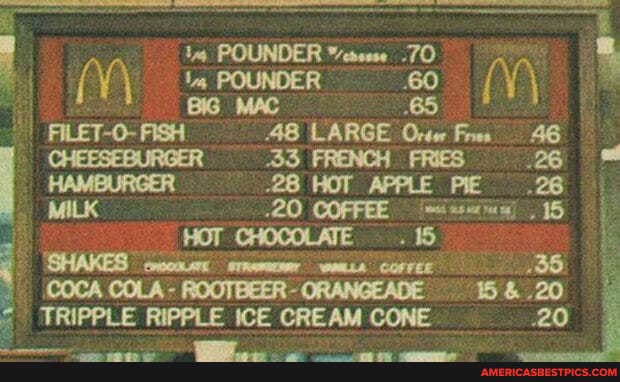 1/4 POUNDER W/cheese .70
1/4 POUNDER .60
BIG MAC .65
FILET-O-FISH .48 LARGE Order Fries 46
CHEESEBURGER .33 FRENCH FRIES .26
HAMBURGER .28 HOT APPLE PIE .26
MILK .20 COFFEE . 15
HOT CHOCOLATE . 15
SHAKES CHOCOLATE STRAWBERRY VANILLA COFFEE .35
COCA COLA - ROOTBEER - ORANGEADE 15 & .20
TRIPPLE RIPPLE ICE CREAM CONE .20
AMERICASBESTPICS.COM